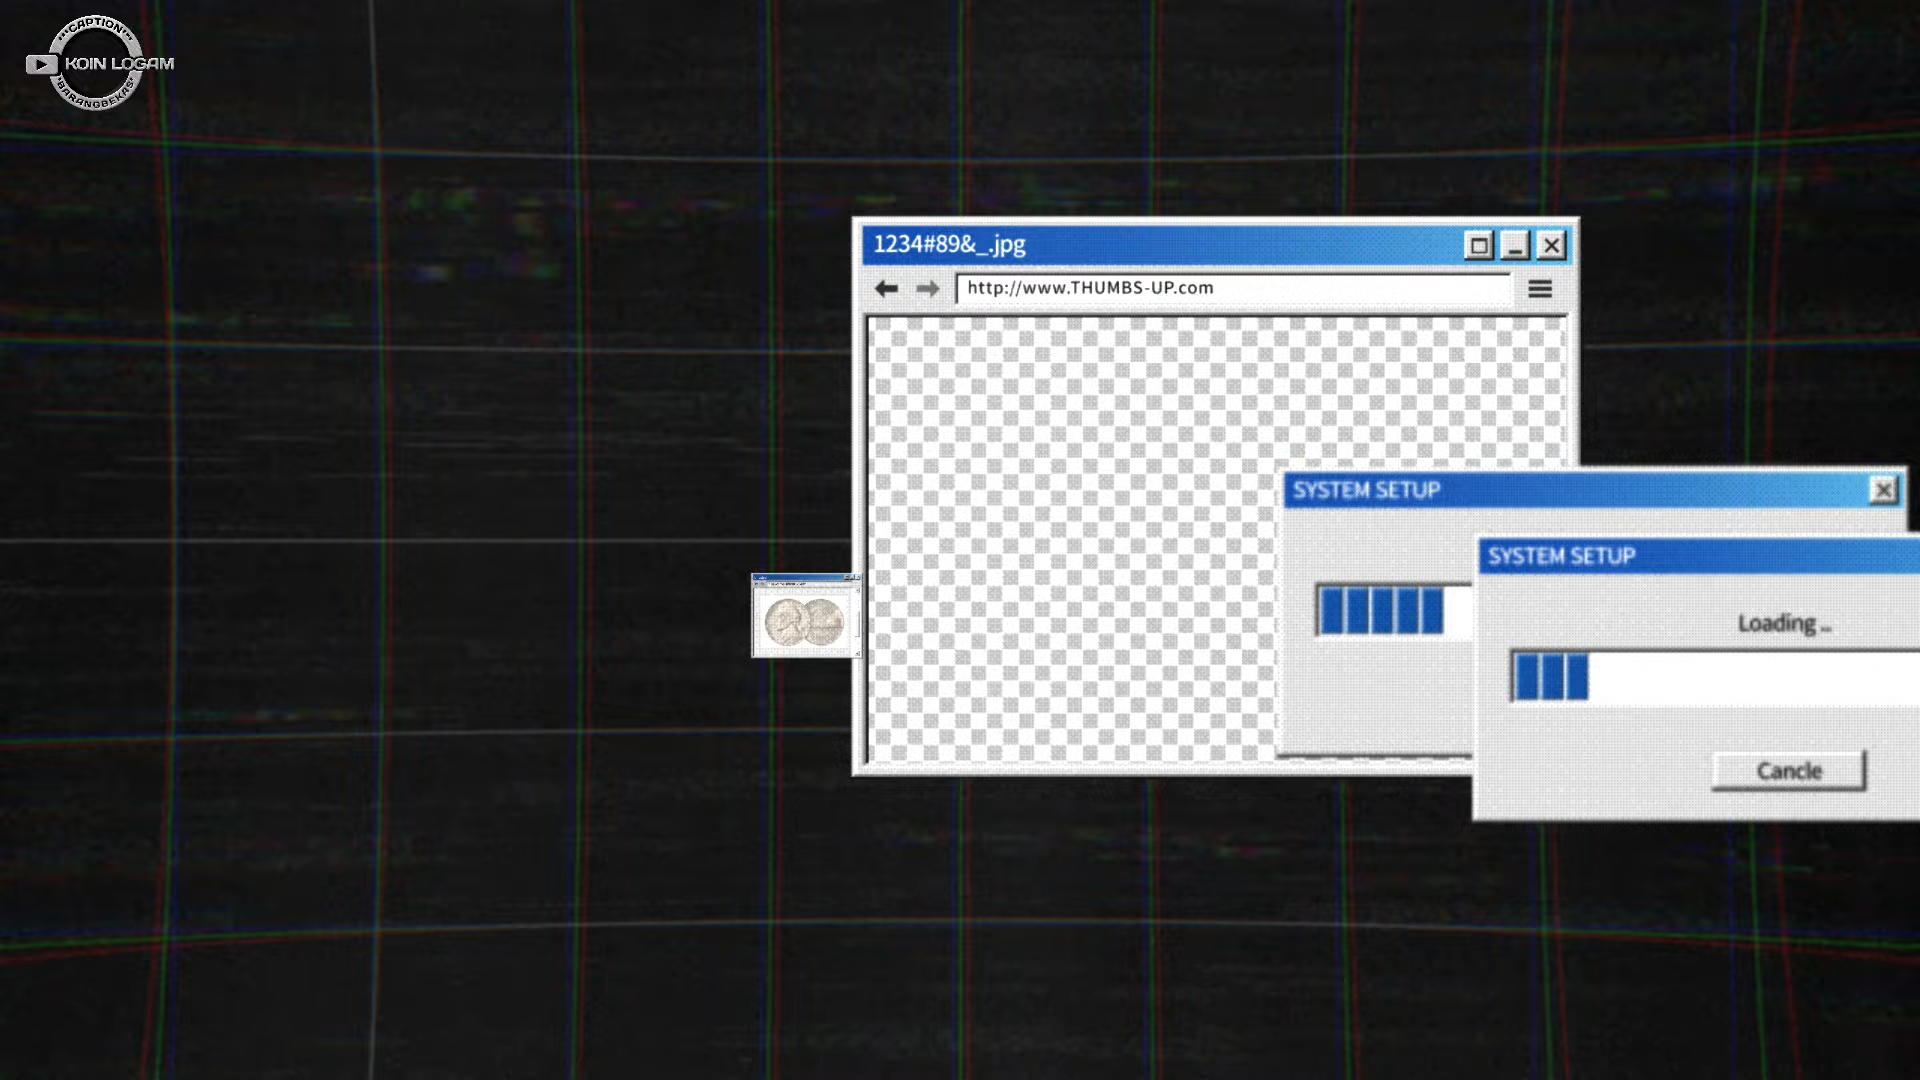 CAPTION
KOIN LOGAM
BARANGBEKAS
1234#89&_.jpg
http://www.THUMBS-UP.com
SYSTEM SETUP
SYSTEM SETUP
Loading ..
Cancle